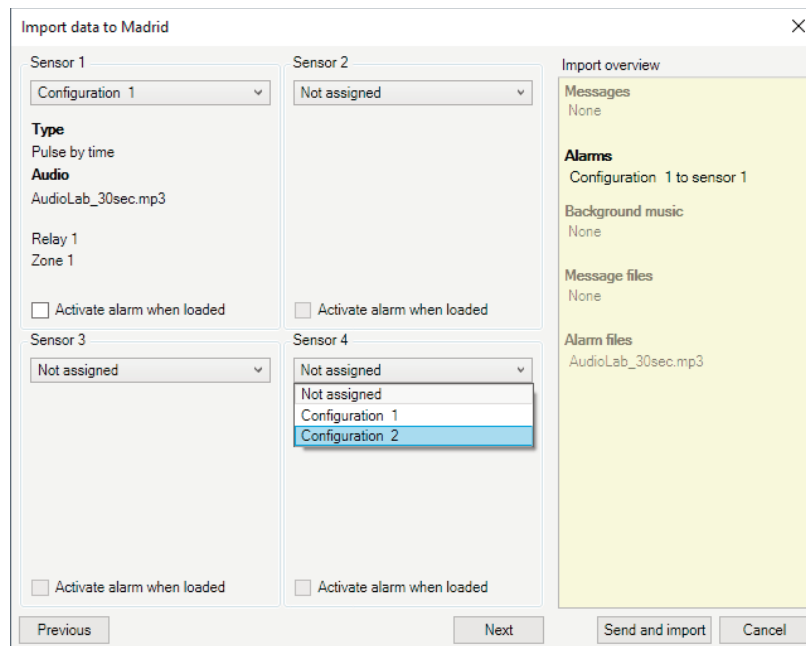 Import data to Madrid
Sensor 1
Configuration 1
Type
Pulse by time
Audio
AudioLab_30sec.mp3
Relay 1
Zone 1
Activate alarm when loaded
Sensor 2
Not assigned
Activate alarm when loaded
Sensor 3
Not assigned
Activate alarm when loaded
Sensor 4
Not assigned
Not assigned
Configuration 1
Configuration 2
Activate alarm when loaded
Import overview
Messages
None
Alarms
Configuration 1 to sensor 1
Background music
None
Message files
None
Alarm files
AudioLab_30sec.mp3
Previous
Next
Send and import
Cancel